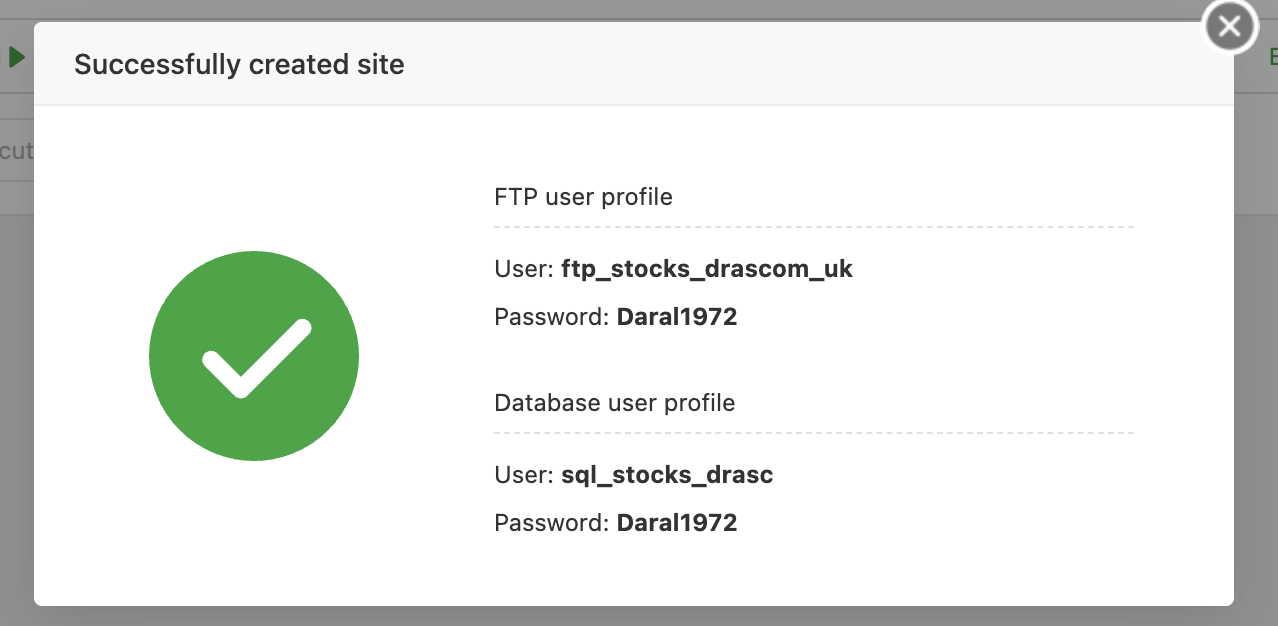 Successfully created site
cut
FTP user profile
User: ftp_stocks_drascom_uk
Password: Daral1972
Database user profile
User: sql_stocks_drasc
Password: Daral1972